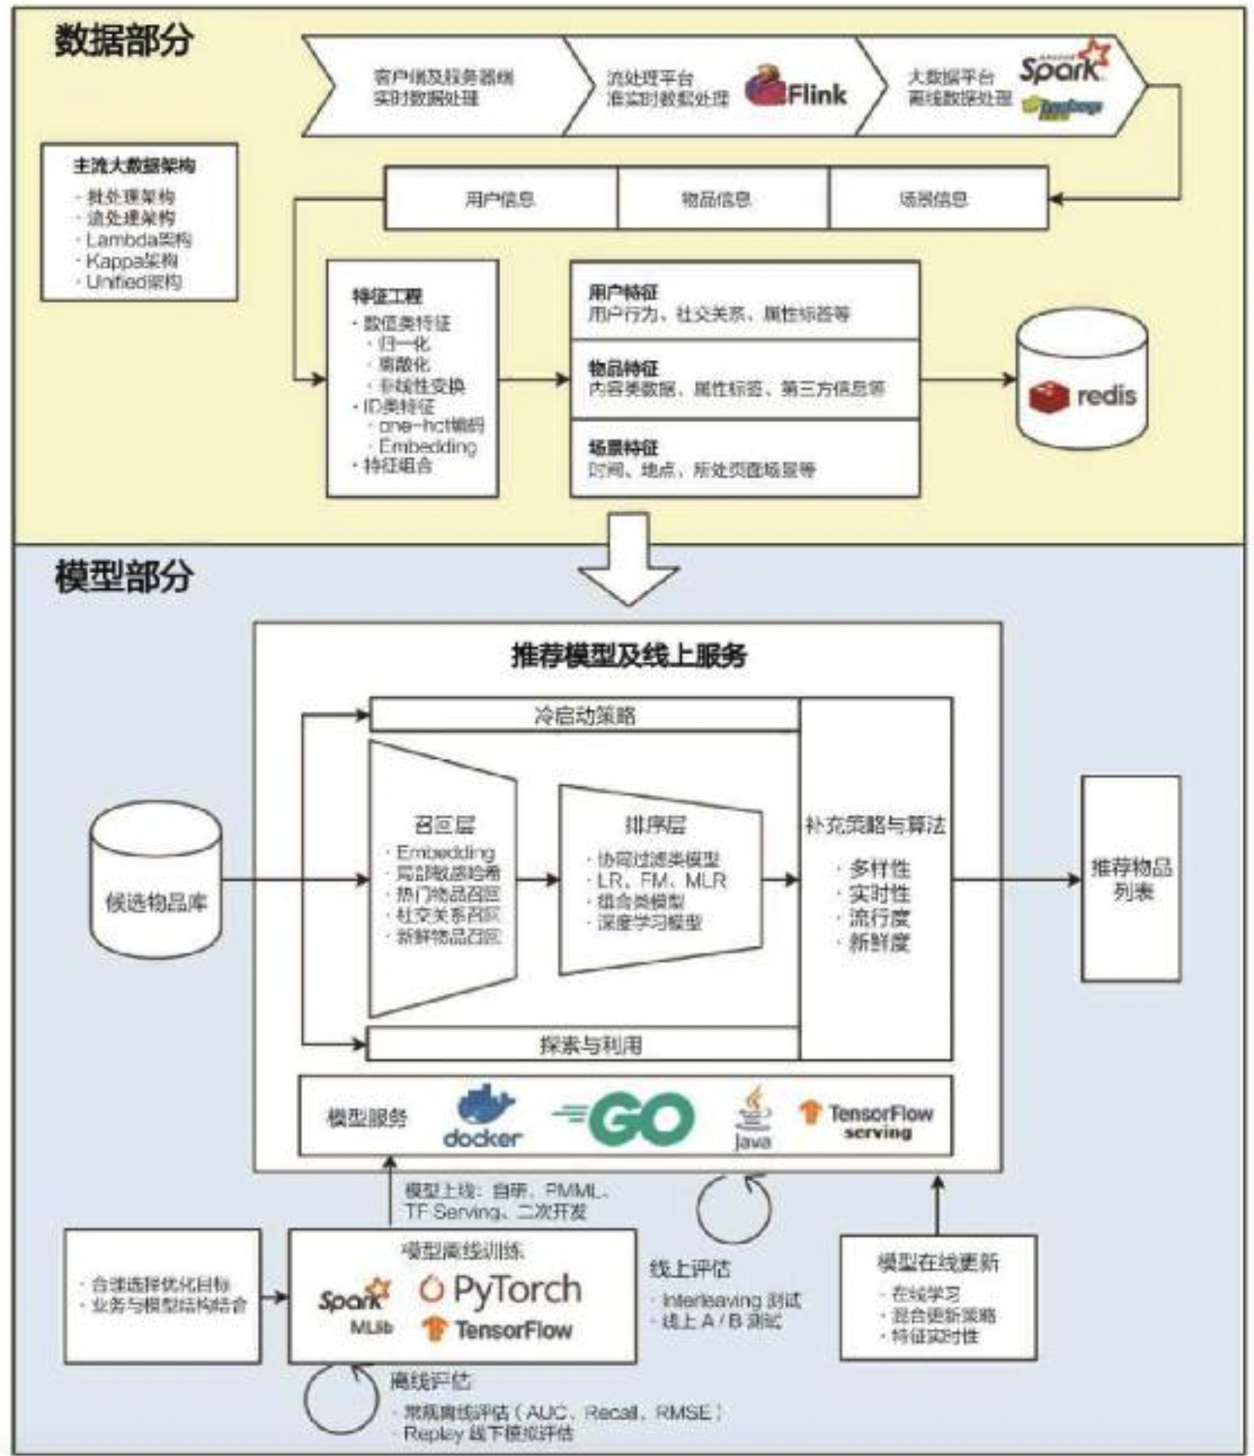 数据部分
客户端及服务器端
实时数据处理
流处理平台
准实时数据处理
Flink
大数据平台
离线数据处理
Spark
主流大数据架构
· 批处理架构
· 流处理架构
· Lambda架构
· Kappa架构
· Unified架构
用户信息
物品信息
场景信息
特征工程
· 数值类特征
· 归一化
· 离散化
· 非线性变换
· ID类特征
· one-hot编码
· Embedding
· 特征组合
用户特征
用户行为、社交关系、属性标签等
物品特征
内容类数据、属性标签、第三方信息等
场景特征
时间、地点、所处页面场景等
redis
模型部分
推荐模型及线上服务
冷启动策略
候选物品库
召回层
· Embedding
· 局部敏感哈希
· 热门物品召回
· 社交关系召回
· 新鲜物品召回
排序层
· 协同过滤类模型
· LR、FM、MLR
· 组合类模型
· 深度学习模型
补充策略与算法
· 多样性
· 实时性
· 流行度
· 新鲜度
推荐物品
列表
探索与利用
模型服务
docker
GO
Java
TensorFlow
serving
模型上线：自研、PMML、
TF Serving、二次开发
· 合理选择优化目标
· 业务与模型结构结合
模型离线训练
Spark
MLlib
PyTorch
TensorFlow
线上评估
· Interleaving 测试
· 线上 A / B 测试
模型在线更新
· 在线学习
· 混合更新策略
· 特征实时性
离线评估
· 常规离线评估（AUC、Recall、RMSE）
· Replay 线下模拟评估